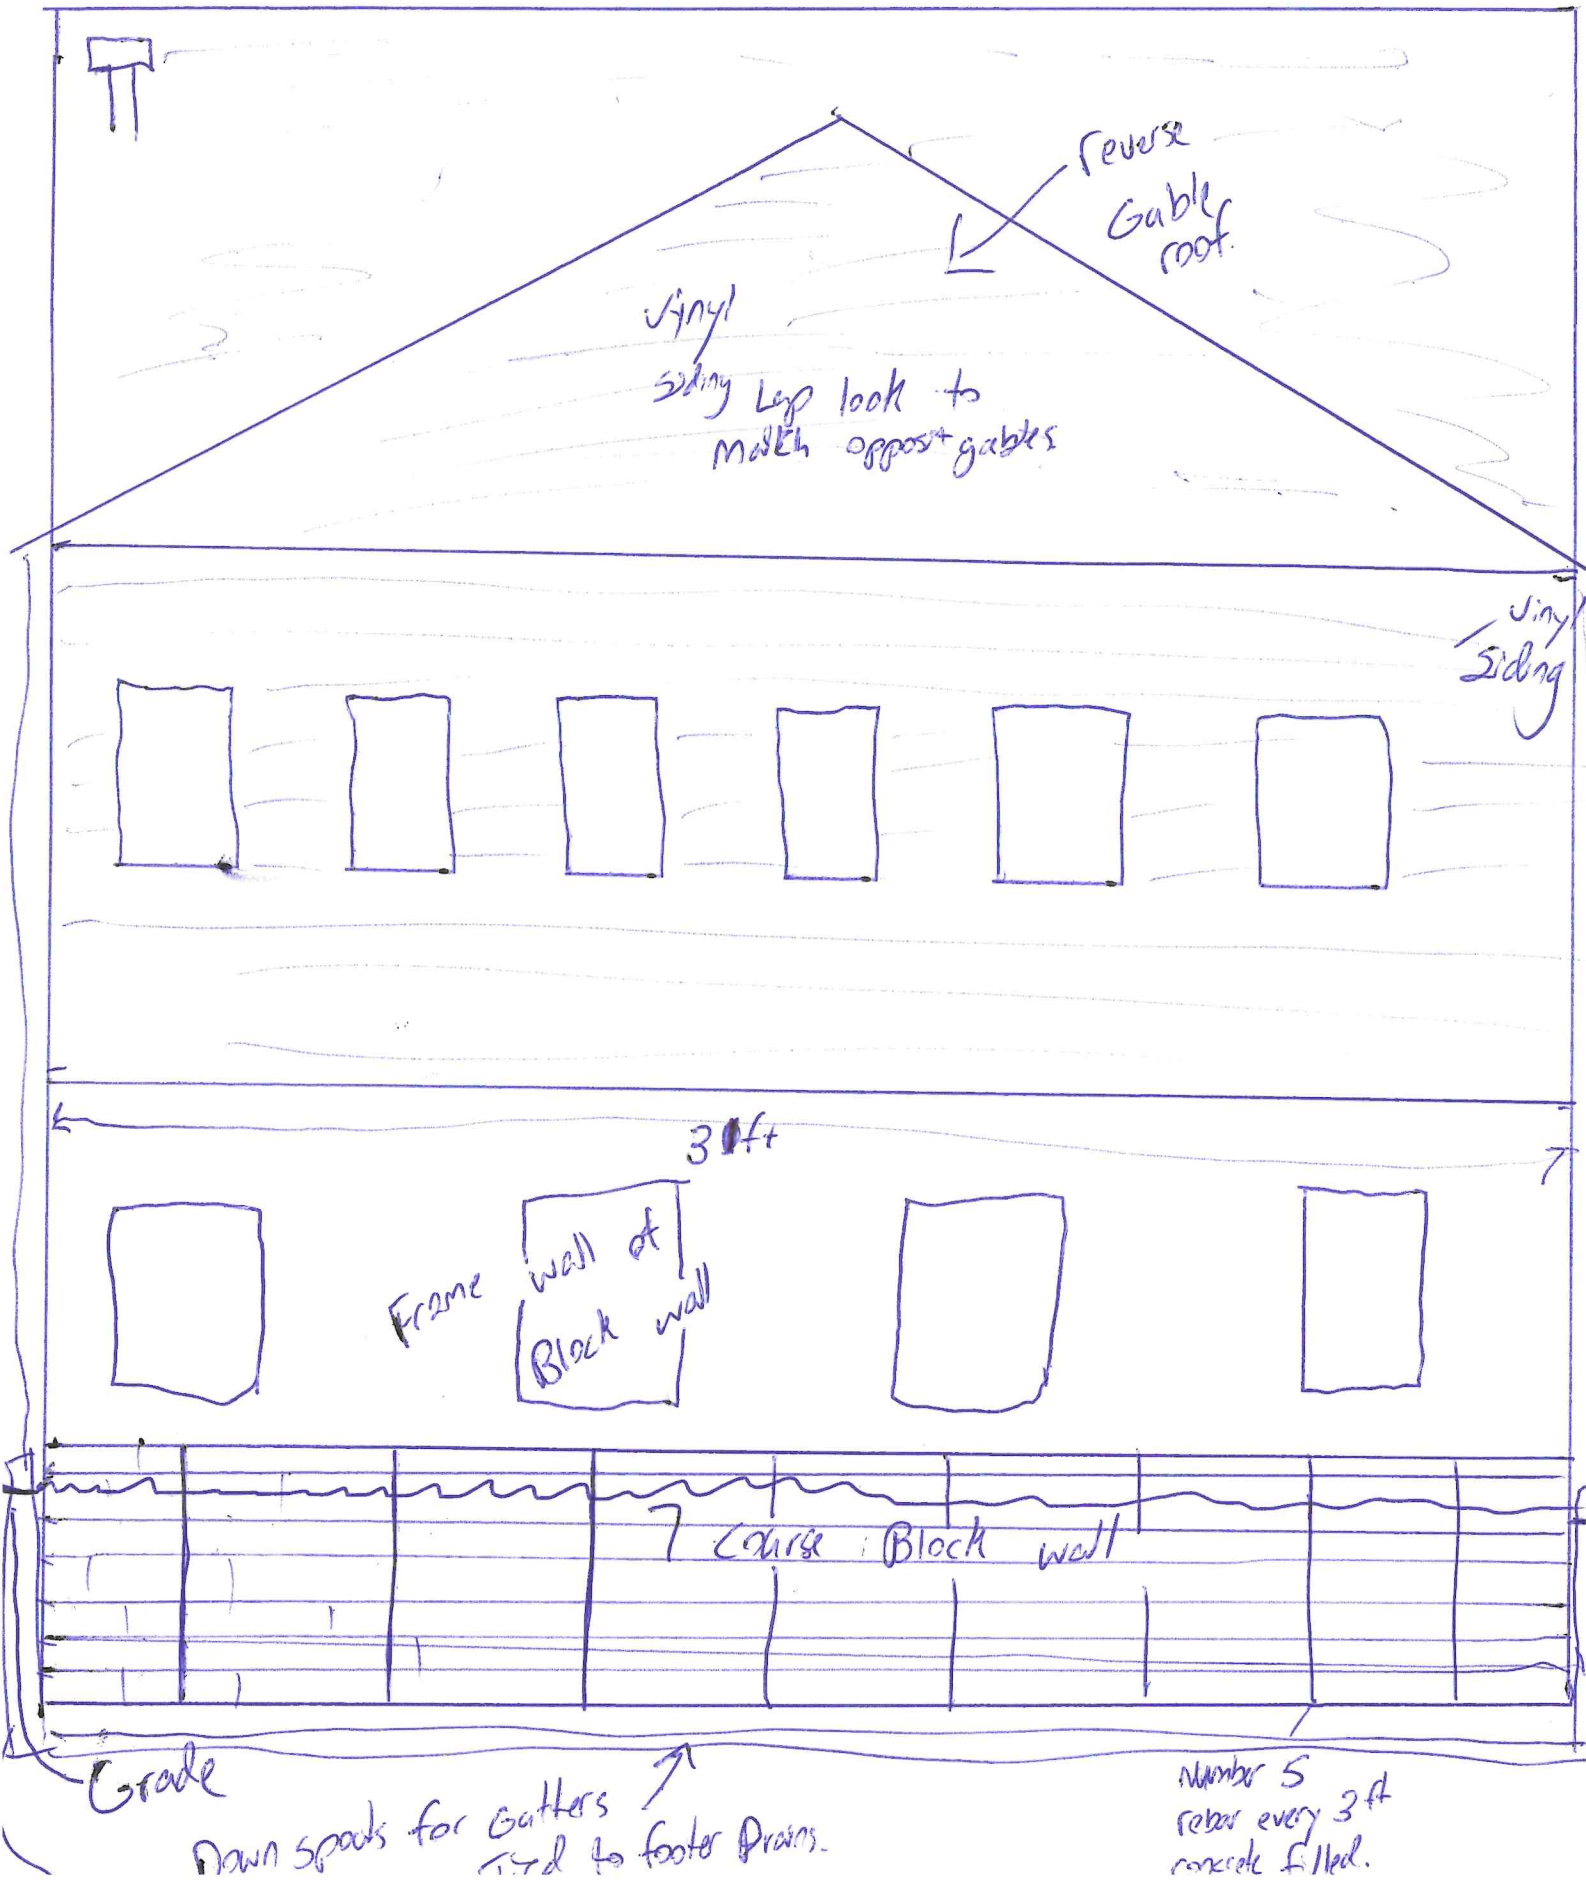 reverse
Gable
roof.
vinyl
siding Lap look to
Match opposit gables
vinyl
Siding
ft
Frame wall at
Block wall
7 Course Block wall
Grade
Down spouts for Gutters
Tied to footer Drains.
Number 5
rebar every 3 ft
concrete filled.